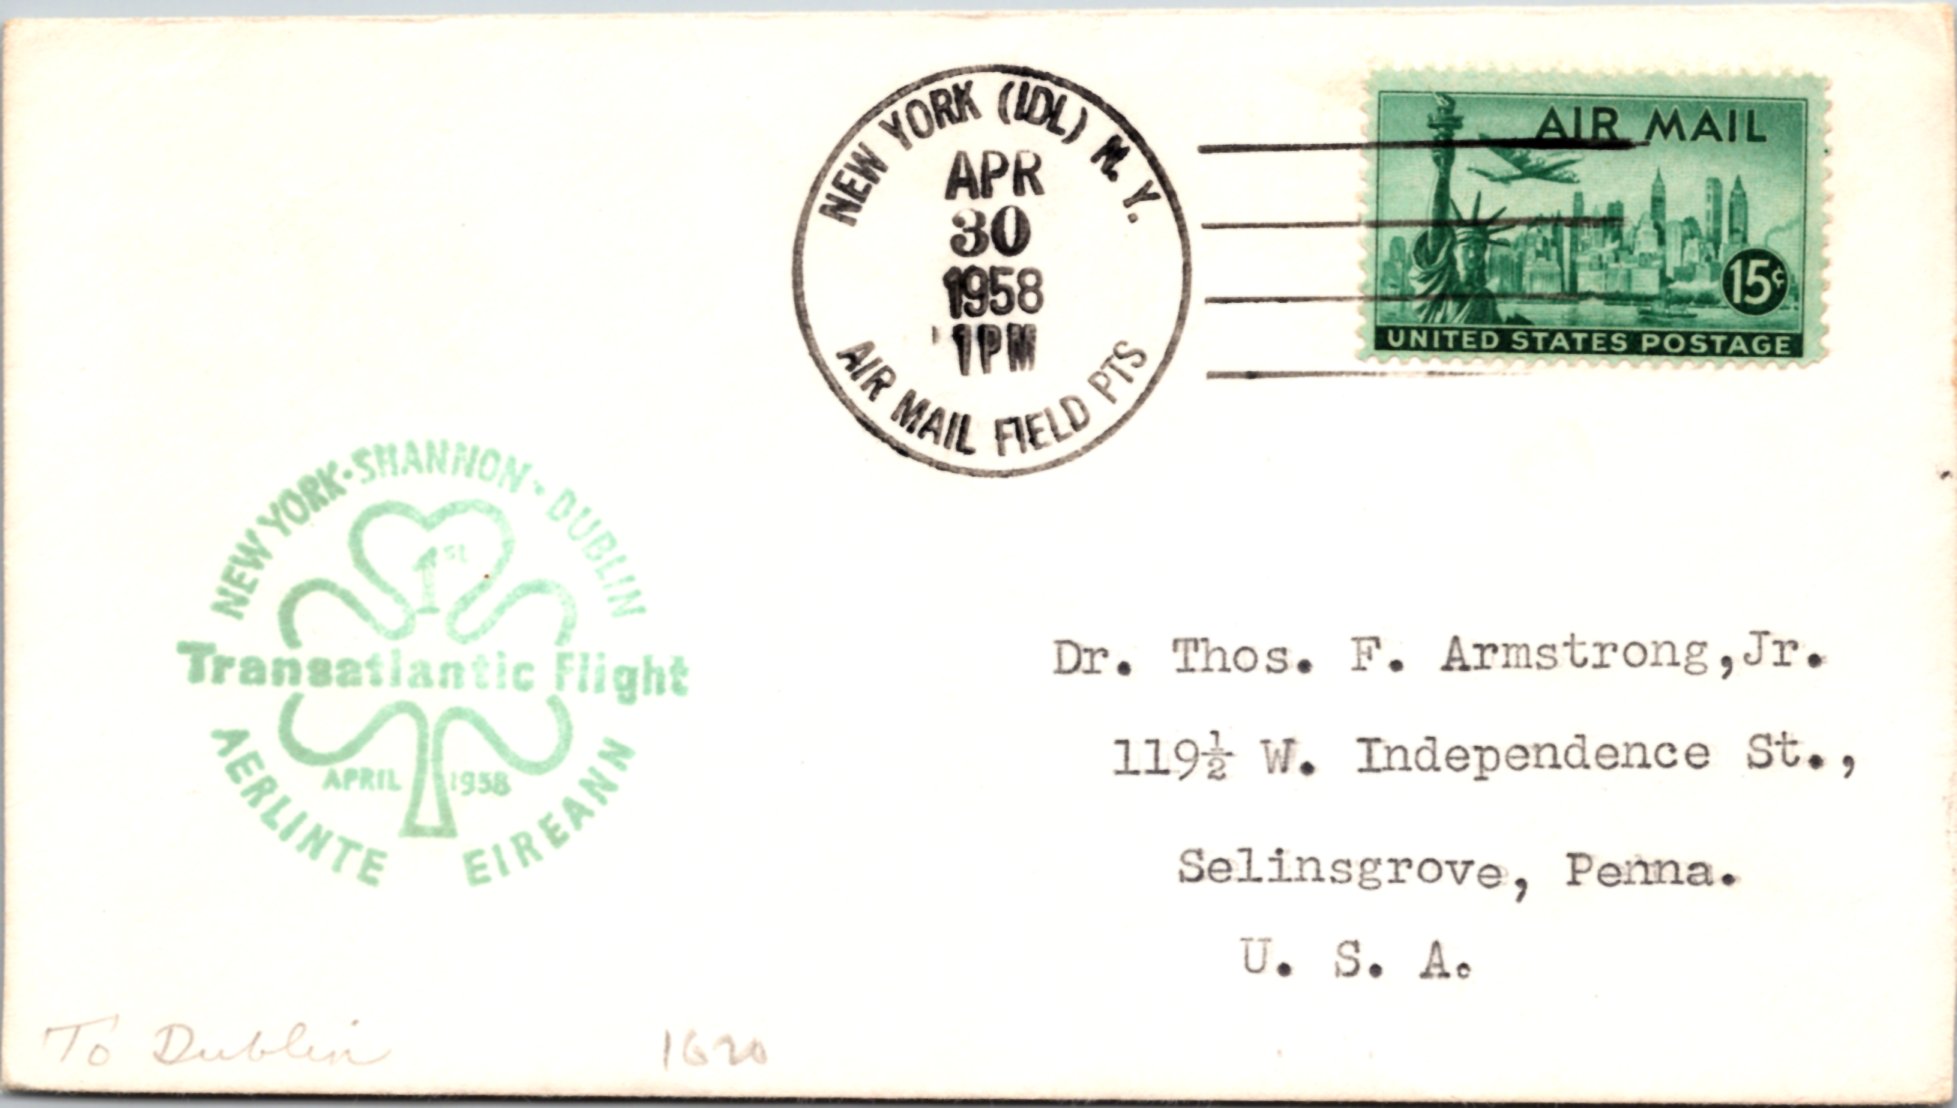 NEW YORK (IDL) N. Y.
APR
30
1958
1 PM
AIR MAIL FIELD PTS
AIR MAIL
15¢
UNITED STATES POSTAGE
NEW YORK·SHANNON-DUBLIN
1st
Transatlantic Flight
APRIL 1958
AERLINTE EIREANN
Dr. Thos. F. Armstrong,Jr.
119½ W. Independence St.,
Selinsgrove, Penna.
U. S. A.
To Dublin 1620